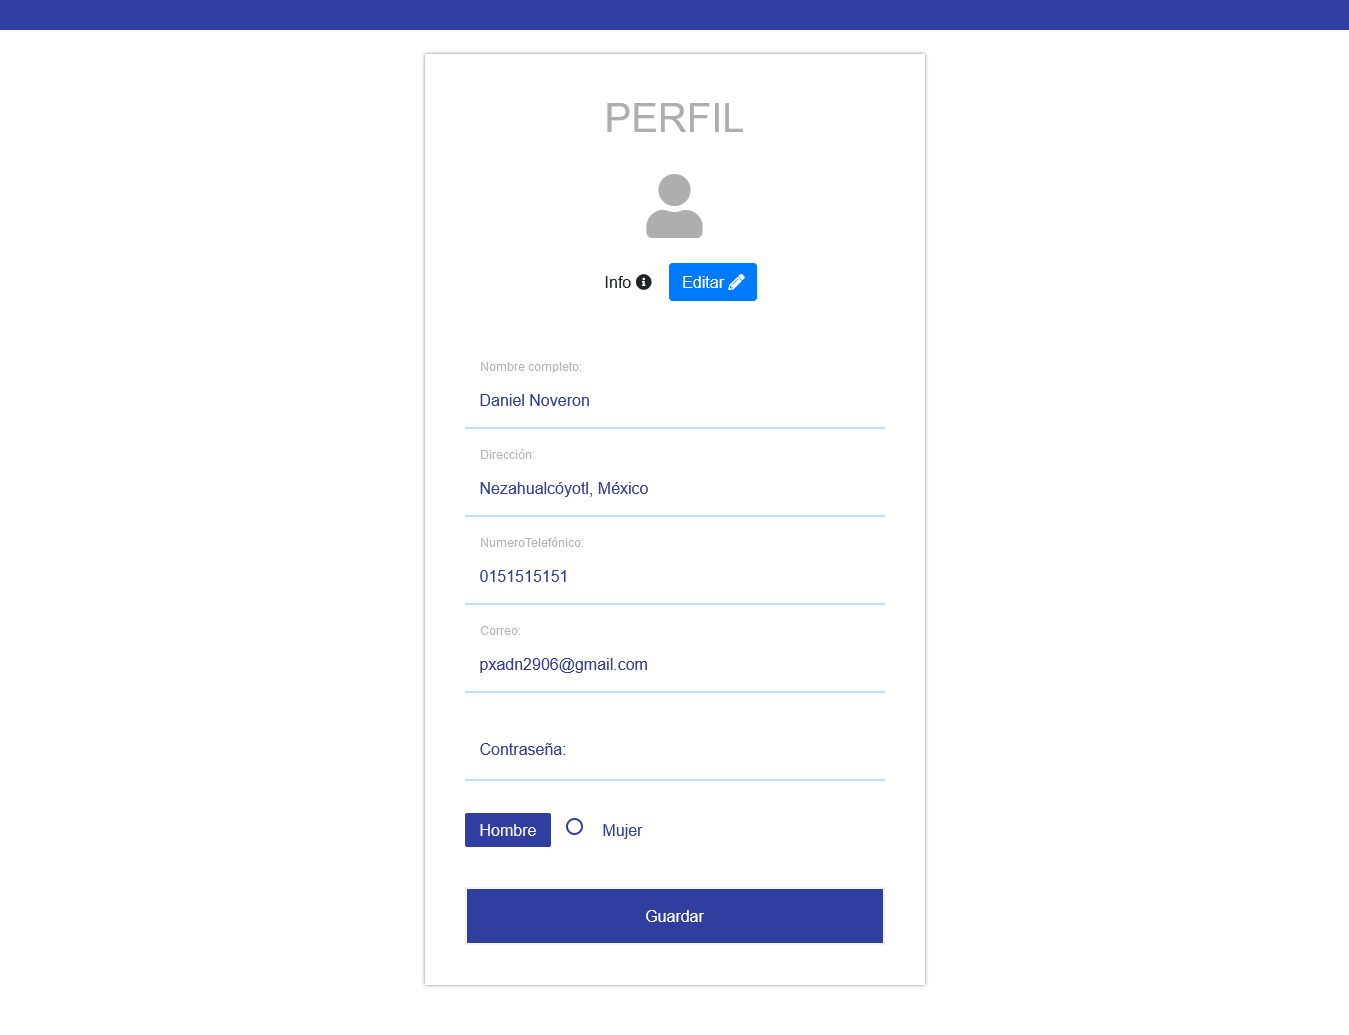 PERFIL
Info Editar
Nombre completo:
Daniel Noveron
Dirección:
Nezahualcóyotl, México
NumeroTelefónico:
0151515151
Correo:
pxadn2906@gmail.com
Contraseña:
Hombre Mujer
Guardar